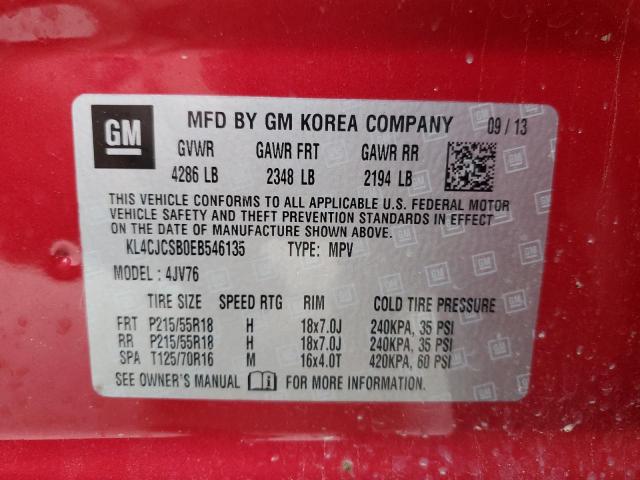 GM MFD BY GM KOREA COMPANY 09 / 13
GVWR GAWR FRT GAWR RR
4286 LB 2348 LB 2194 LB
THIS VEHICLE CONFORMS TO ALL APPLICABLE U.S. FEDERAL MOTOR
VEHICLE SAFETY AND THEFT PREVENTION STANDARDS IN EFFECT
ON THE DATE OF MANUFACTURE SHOWN ABOVE.
KL4CJCSB0EB546135 TYPE: MPV
MODEL : 4JV76
TIRE SIZE SPEED RTG RIM COLD TIRE PRESSURE
FRT P215/55R18 H 18x7.0J 240KPA, 35 PSI
RR P215/55R18 H 18x7.0J 240KPA, 35 PSI
SPA T125/70R16 M 16x4.0T 420KPA, 60 PSI
SEE OWNER'S MANUAL FOR MORE INFORMATION.